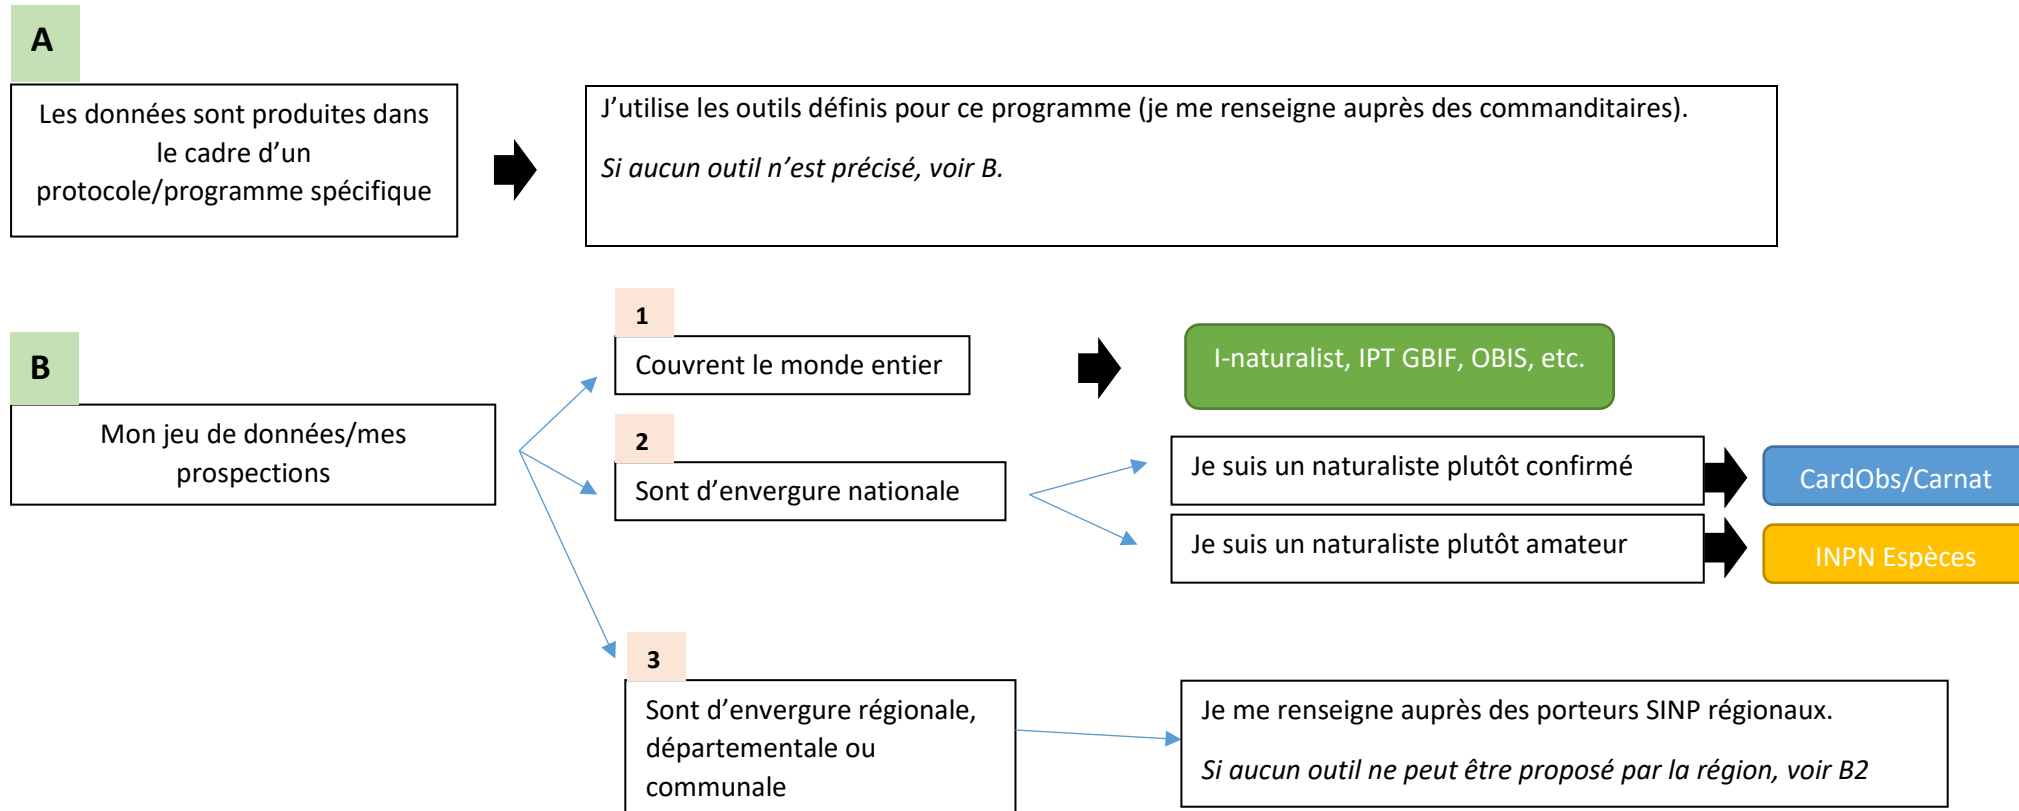 A
Les données sont produites dans
le cadre d’un
protocole/programme spécifique
J’utilise les outils définis pour ce programme (je me renseigne auprès des commanditaires).
Si aucun outil n’est précisé, voir B.
B
Mon jeu de données/mes
prospections
1
Couvrent le monde entier
I-naturalist, IPT GBIF, OBIS, etc.
2
Sont d’envergure nationale
Je suis un naturaliste plutôt confirmé
CardObs/Carnat
Je suis un naturaliste plutôt amateur
INPN Espèces
3
Sont d’envergure régionale,
départementale ou
communale
Je me renseigne auprès des porteurs SINP régionaux.
Si aucun outil ne peut être proposé par la région, voir B2